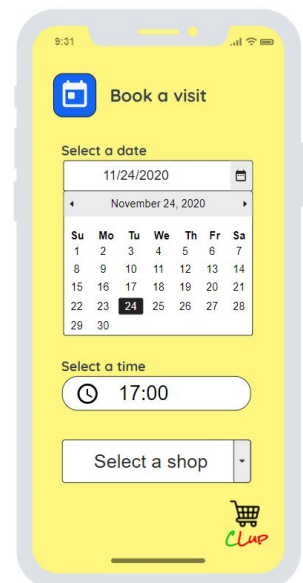 9:31
Book a visit
Select a date
11/24/2020
November 24, 2020
Su Mo Tu We Th Fr Sa
1 2 3 4 5 6 7
8 9 10 11 12 13 14
15 16 17 18 19 20 21
22 23 24 25 26 27 28
29 30
Select a time
17:00
Select a shop
CLup